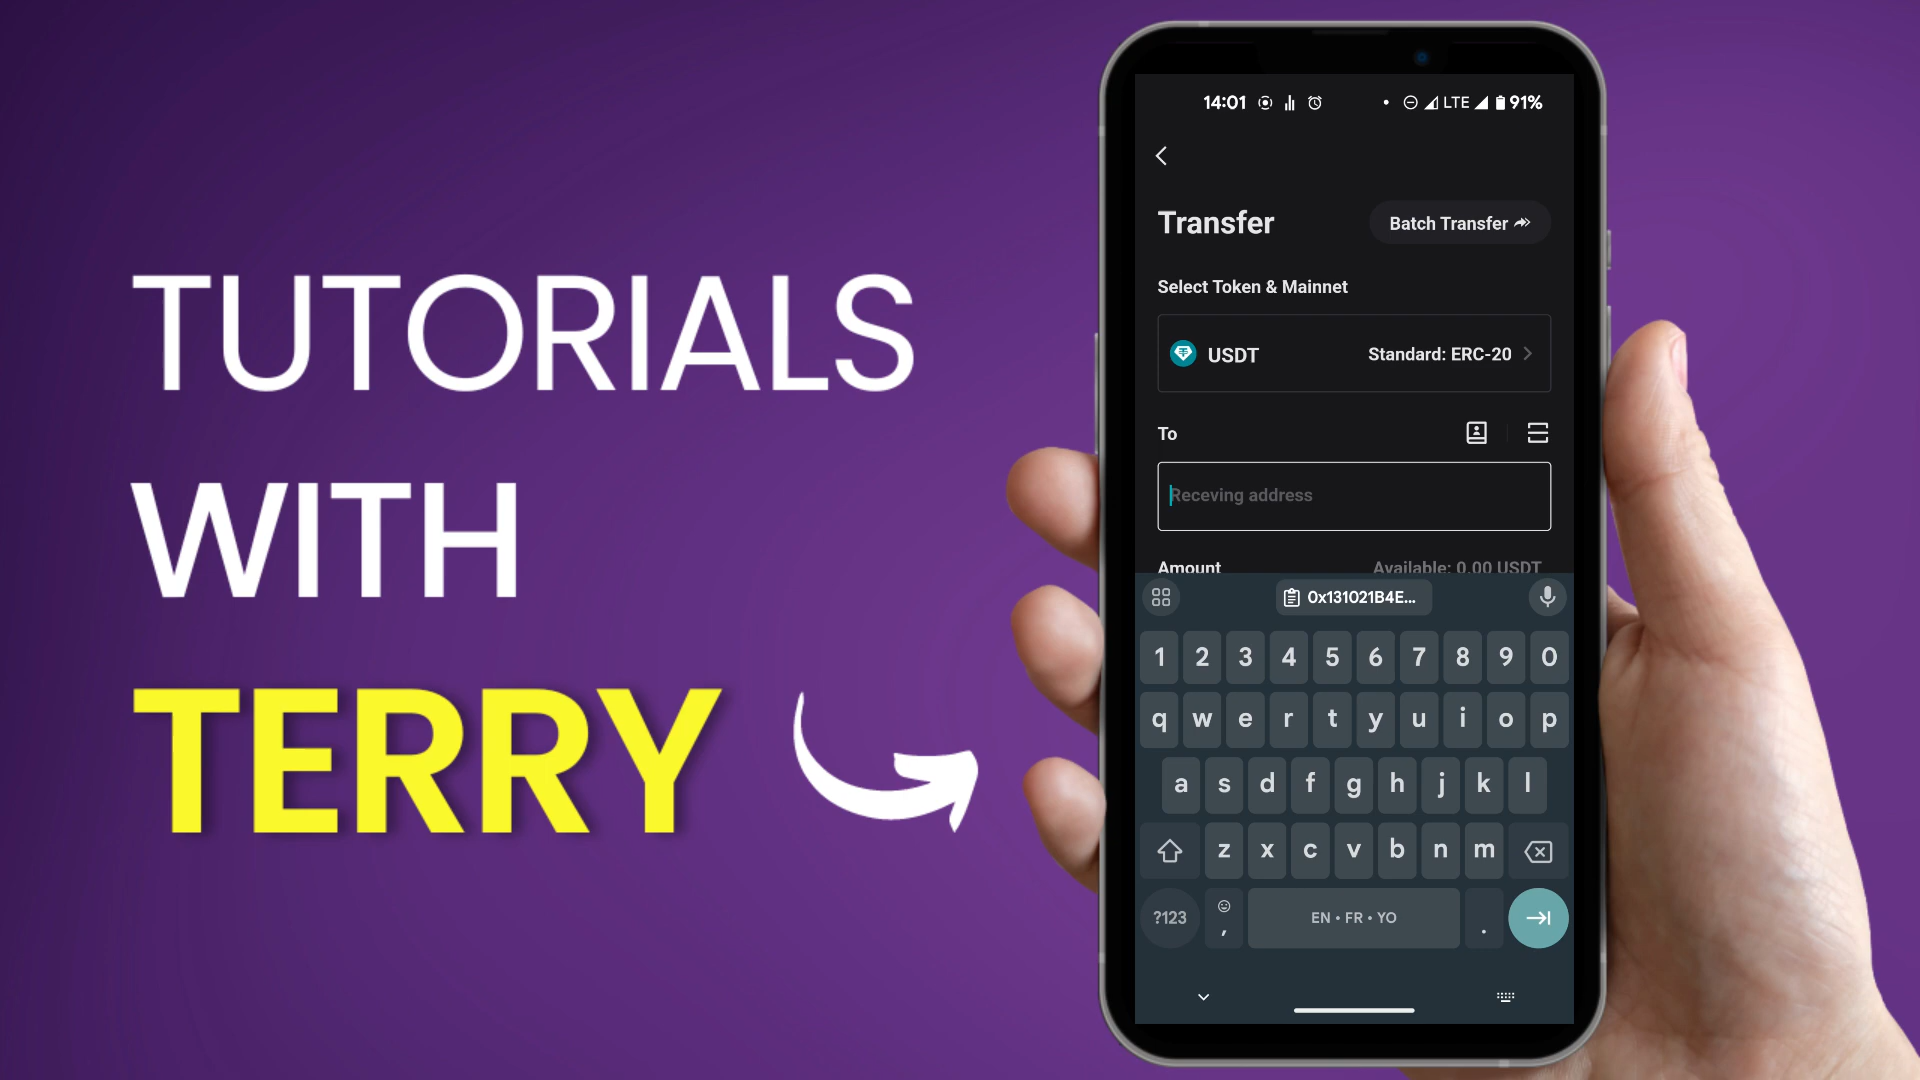 TUTORIALS
WITH
TERRY
14:01 LTE 91%
Transfer
Batch Transfer
Select Token & Mainnet
USDT Standard: ERC-20
To
Receving address
Amount Available: 0.00 USDT
0x131021B4E...
1 2 3 4 5 6 7 8 9 0
q w e r t y u i o p
a s d f g h j k l
z x c v b n m
?123 , EN • FR • YO .